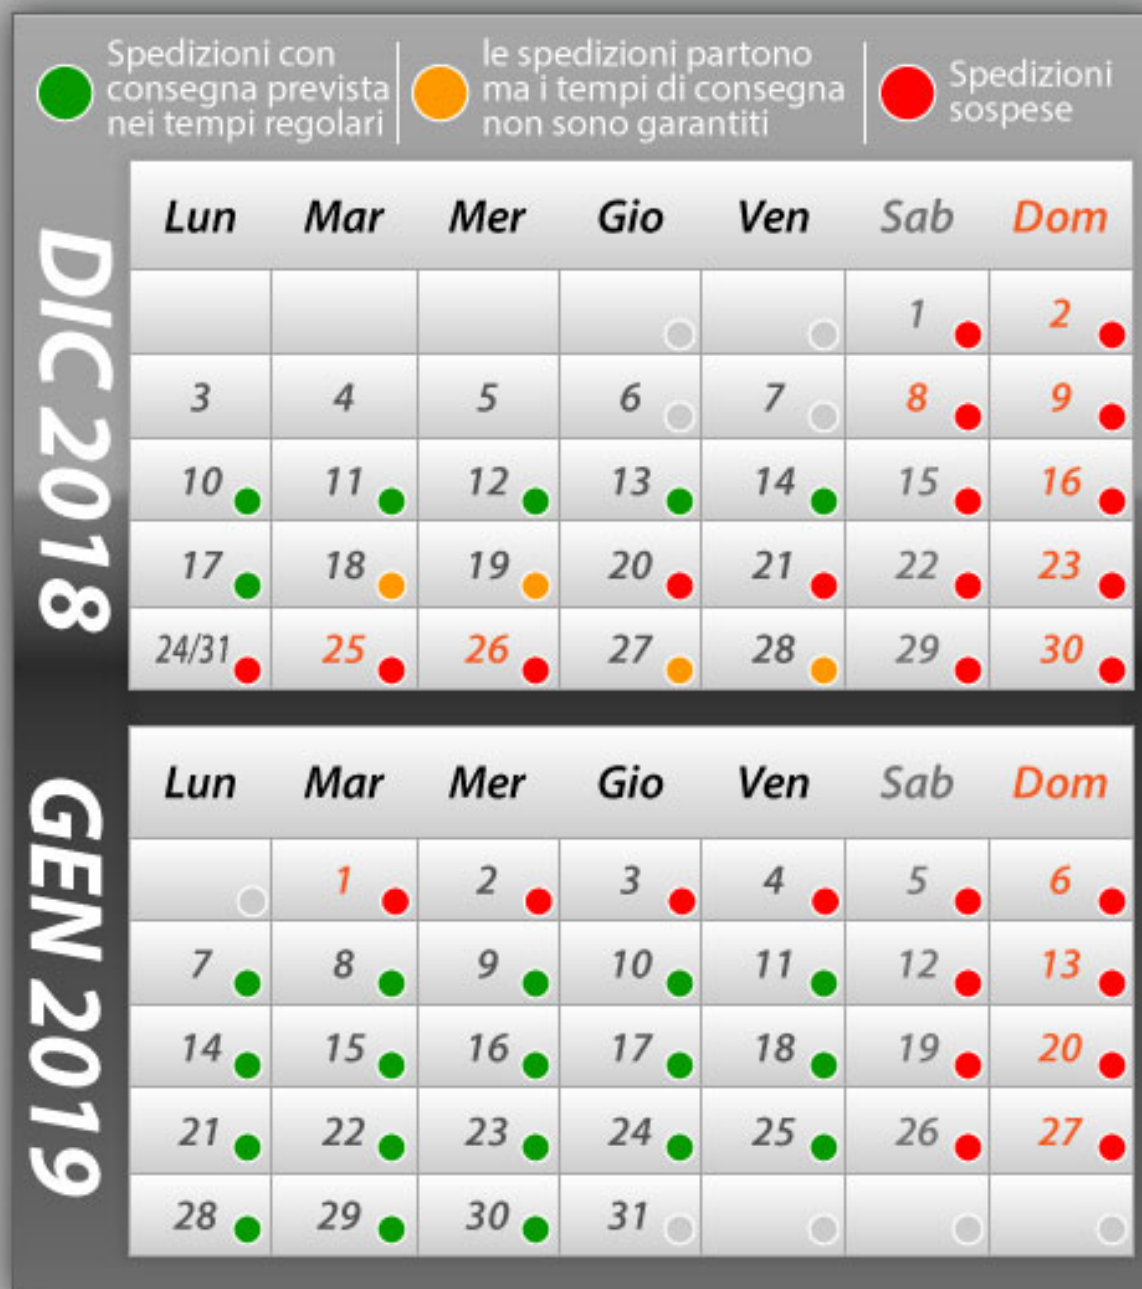 Spedizioni con
consegna prevista
nei tempi regolari
le spedizioni partono
ma i tempi di consegna
non sono garantiti
Spedizioni
sospese
DIC 2018
Lun Mar Mer Gio Ven Sab Dom
1 2
3 4 5 6 7 8 9
10 11 12 13 14 15 16
17 18 19 20 21 22 23
24/31 25 26 27 28 29 30
GEN 2019
Lun Mar Mer Gio Ven Sab Dom
1 2 3 4 5 6
7 8 9 10 11 12 13
14 15 16 17 18 19 20
21 22 23 24 25 26 27
28 29 30 31